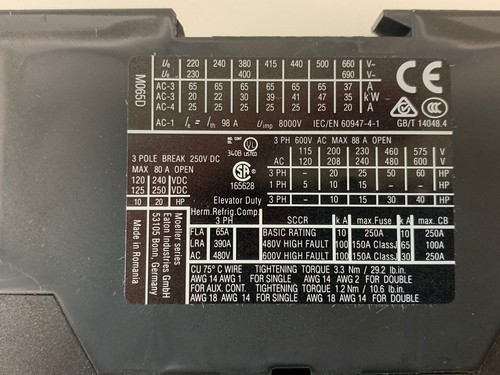 M065D
Ue 220 240 380 415 440 500 660 V~
Ue 230 400 690 V~
AC-3 65 65 65 65 65 65 37 A
AC-3 20 22 30 39 41 47 35 kW
AC-4 25 25 25 25 25 25 20 A
AC-1 Ie = Ith 98 A Uimp 8000V IEC/EN 60947-4-1
CE
CCC
GB/T 14048.4
340B UL LISTED
165628
3 POLE BREAK 250V DC
MAX 80 A OPEN
120 240 VDC
125 250 VDC
10 20 HP
3 PH 600V AC MAX 88 A OPEN
115 200 230 460 575 V~
AC 120 208 240 480 600 V~
3 PH - 25 25 50 60 HP
1 PH 5 10 15 - - HP
Elevator Duty 3 PH - 15 15 30 40 HP
Herm.Refrig.Comp.
3 PH SCCR kA max.Fuse kA max. CB
FLA 65A BASIC RATING 10 250A 10 250A
LRA 390A 480V HIGH FAULT 100 150A ClassJ 65 100A
AC 480V 600V HIGH FAULT 100 150A ClassJ 30 250A
CU 75° C WIRE TIGHTENING TORQUE 3.3 Nm / 29.2 lb.in.
AWG 14 AWG 1 FOR SINGLE AWG 14 AWG 2 FOR DOUBLE
FOR AUX. CONT. TIGHTENING TORQUE 1.2 Nm / 10.6 lb.in.
AWG 18 AWG 14 FOR SINGLE AWG 18 AWG 14 FOR DOUBLE
Moeller series
Eaton Industries GmbH
53105 Bonn, Germany
Made in Romania